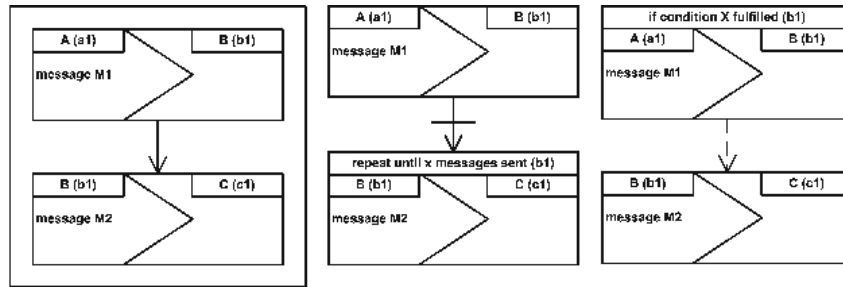 A (a1) B (b1)
message M1
B (b1) C (c1)
message M2
A (a1) B (b1)
message M1
repeat until x messages sent (b1)
B (b1) C (c1)
message M2
if condition X fulfilled (b1)
A (a1) B (b1)
message M1
B (b1) C (c1)
message M2